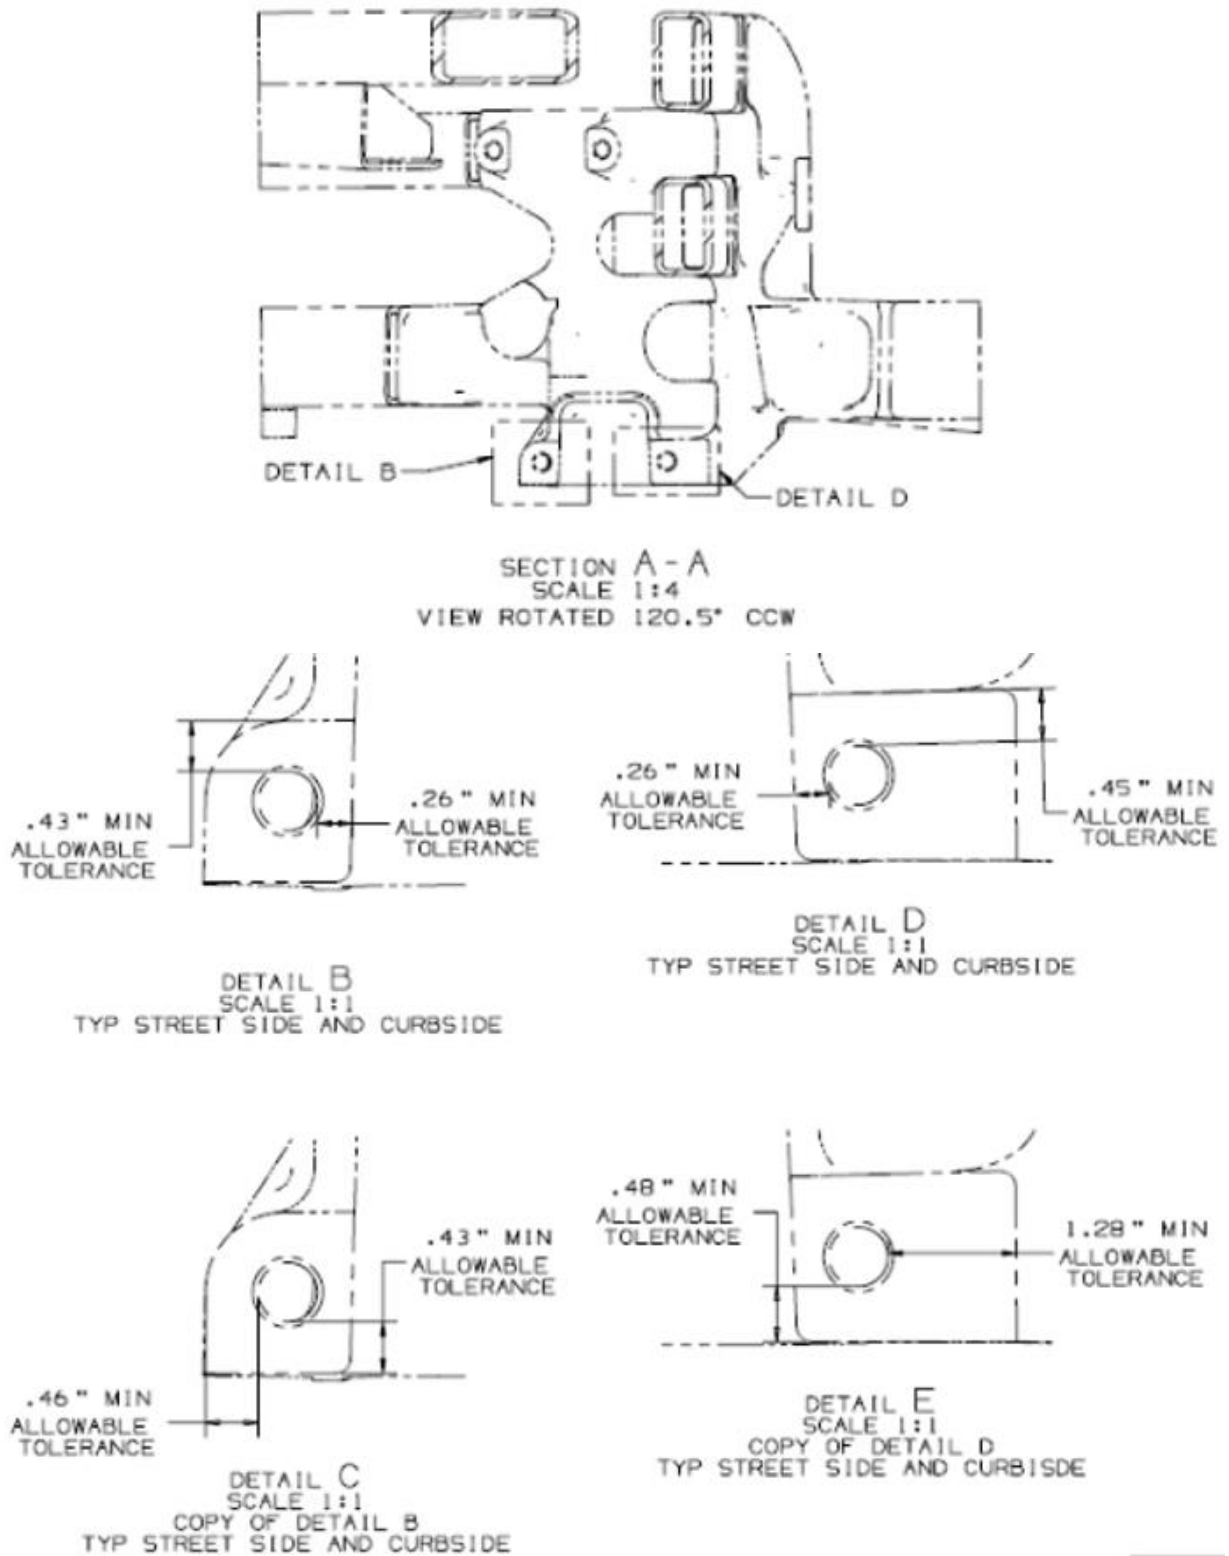 DETAIL B
DETAIL D
SECTION A-A
SCALE 1:4
VIEW ROTATED 120.5° CCW
.43" MIN
ALLOWABLE
TOLERANCE
.26" MIN
ALLOWABLE
TOLERANCE
DETAIL B
SCALE 1:1
TYP STREET SIDE AND CURBSIDE
.26" MIN
ALLOWABLE
TOLERANCE
.45" MIN
ALLOWABLE
TOLERANCE
DETAIL D
SCALE 1:1
TYP STREET SIDE AND CURBSIDE
.43" MIN
ALLOWABLE
TOLERANCE
.46" MIN
ALLOWABLE
TOLERANCE
DETAIL C
SCALE 1:1
COPY OF DETAIL B
TYP STREET SIDE AND CURBSIDE
.48" MIN
ALLOWABLE
TOLERANCE
1.28" MIN
ALLOWABLE
TOLERANCE
DETAIL E
SCALE 1:1
COPY OF DETAIL D
TYP STREET SIDE AND CURBISDE